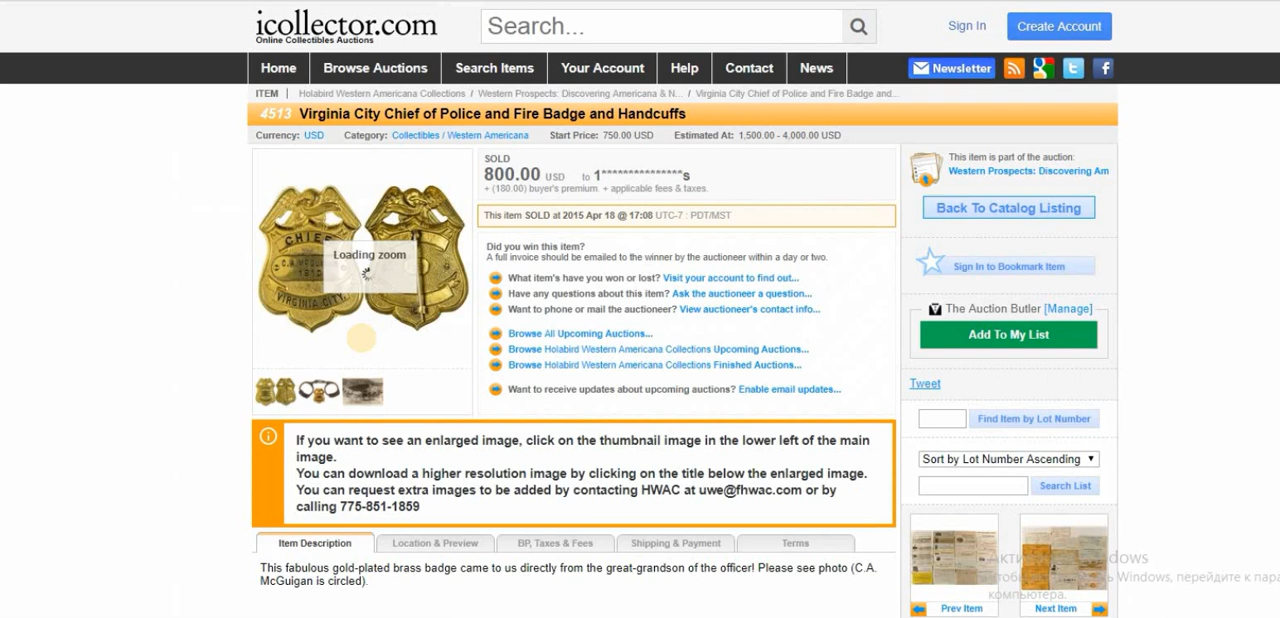 icollector.com
Online Collectibles Auctions
Search...
Sign In
Create Account
Home
Browse Auctions
Search Items
Your Account
Help
Contact
News
Newsletter
ITEM | Holabird Western Americana Collections / Western Prospects: Discovering Americana & N... / Virginia City Chief of Police and Fire Badge and...
4513 Virginia City Chief of Police and Fire Badge and Handcuffs
Currency: USD Category: Collectibles / Western Americana Start Price: 750.00 USD Estimated At: 1,500.00 - 4,000.00 USD
CHIEF
VIRGINIA CITY
Loading zoom
SOLD
800.00 USD to 1***************s
+ (180.00) buyer's premium. + applicable fees & taxes.
This item SOLD at 2015 Apr 18 @ 17:08 UTC-7 : PDT/MST
Did you win this item?
A full invoice should be emailed to the winner by the auctioneer within a day or two.
What item's have you won or lost? Visit your account to find out...
Have any questions about this item? Ask the auctioneer a question...
Want to phone or mail the auctioneer? View auctioneer's contact info...
Browse All Upcoming Auctions...
Browse Holabird Western Americana Collections Upcoming Auctions...
Browse Holabird Western Americana Collections Finished Auctions...
Want to receive updates about upcoming auctions? Enable email updates...
This item is part of the auction:
Western Prospects: Discovering Am
Back To Catalog Listing
Sign In to Bookmark Item
The Auction Butler [Manage]
Add To My List
Tweet
Find Item by Lot Number
Sort by Lot Number Ascending
Search List
If you want to see an enlarged image, click on the thumbnail image in the lower left of the main
image.
You can download a higher resolution image by clicking on the title below the enlarged image.
You can request extra images to be added by contacting HWAC at uwe@fhwac.com or by
calling 775-851-1859
Item Description
Location & Preview
BP, Taxes & Fees
Shipping & Payment
Terms
This fabulous gold-plated brass badge came to us directly from the great-grandson of the officer! Please see photo (C.A.
McGuigan is circled).
Windows, перейдите к пара
компьютера.
Prev Item
Next Item